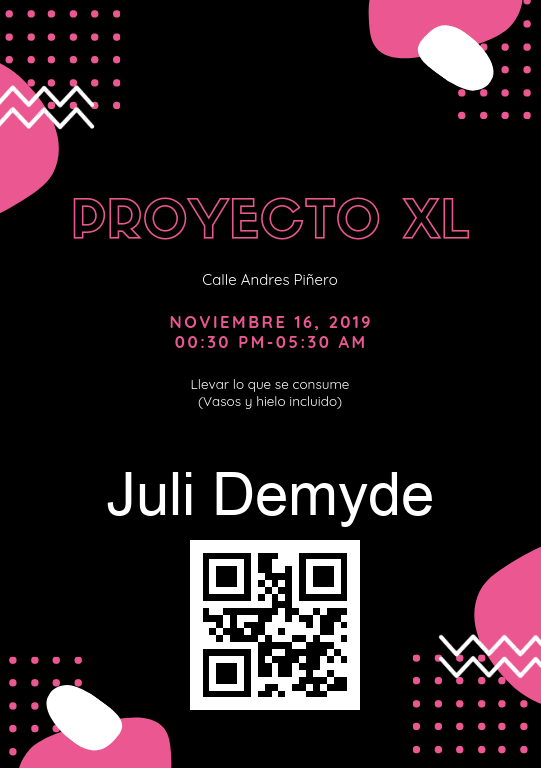 PROYECTO XL
Calle Andres Piñero
NOVIEMBRE 16, 2019
00:30 PM-05:30 AM
Llevar lo que se consume
(Vasos y hielo incluido)
Juli Demyde